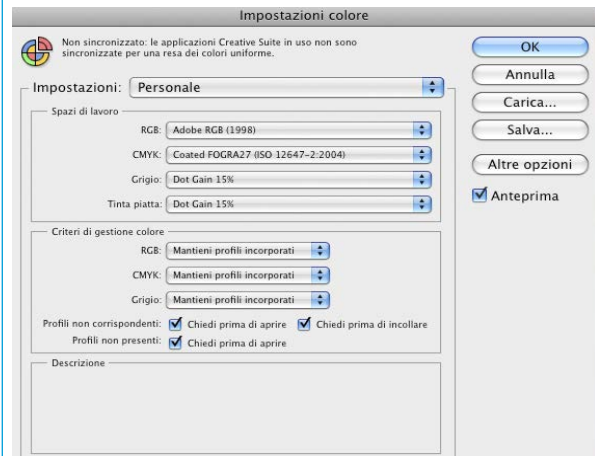 Impostazioni colore
Non sincronizzato: le applicazioni Creative Suite in uso non sono
sincronizzate per una resa dei colori uniforme.
OK
Annulla
Carica...
Salva...
Altre opzioni
Anteprima
Impostazioni: Personale
Spazi di lavoro
RGB: Adobe RGB (1998)
CMYK: Coated FOGRA27 (ISO 12647-2:2004)
Grigio: Dot Gain 15%
Tinta piatta: Dot Gain 15%
Criteri di gestione colore
RGB: Mantieni profili incorporati
CMYK: Mantieni profili incorporati
Grigio: Mantieni profili incorporati
Profili non corrispondenti: Chiedi prima di aprire Chiedi prima di incollare
Profili non presenti: Chiedi prima di aprire
Descrizione